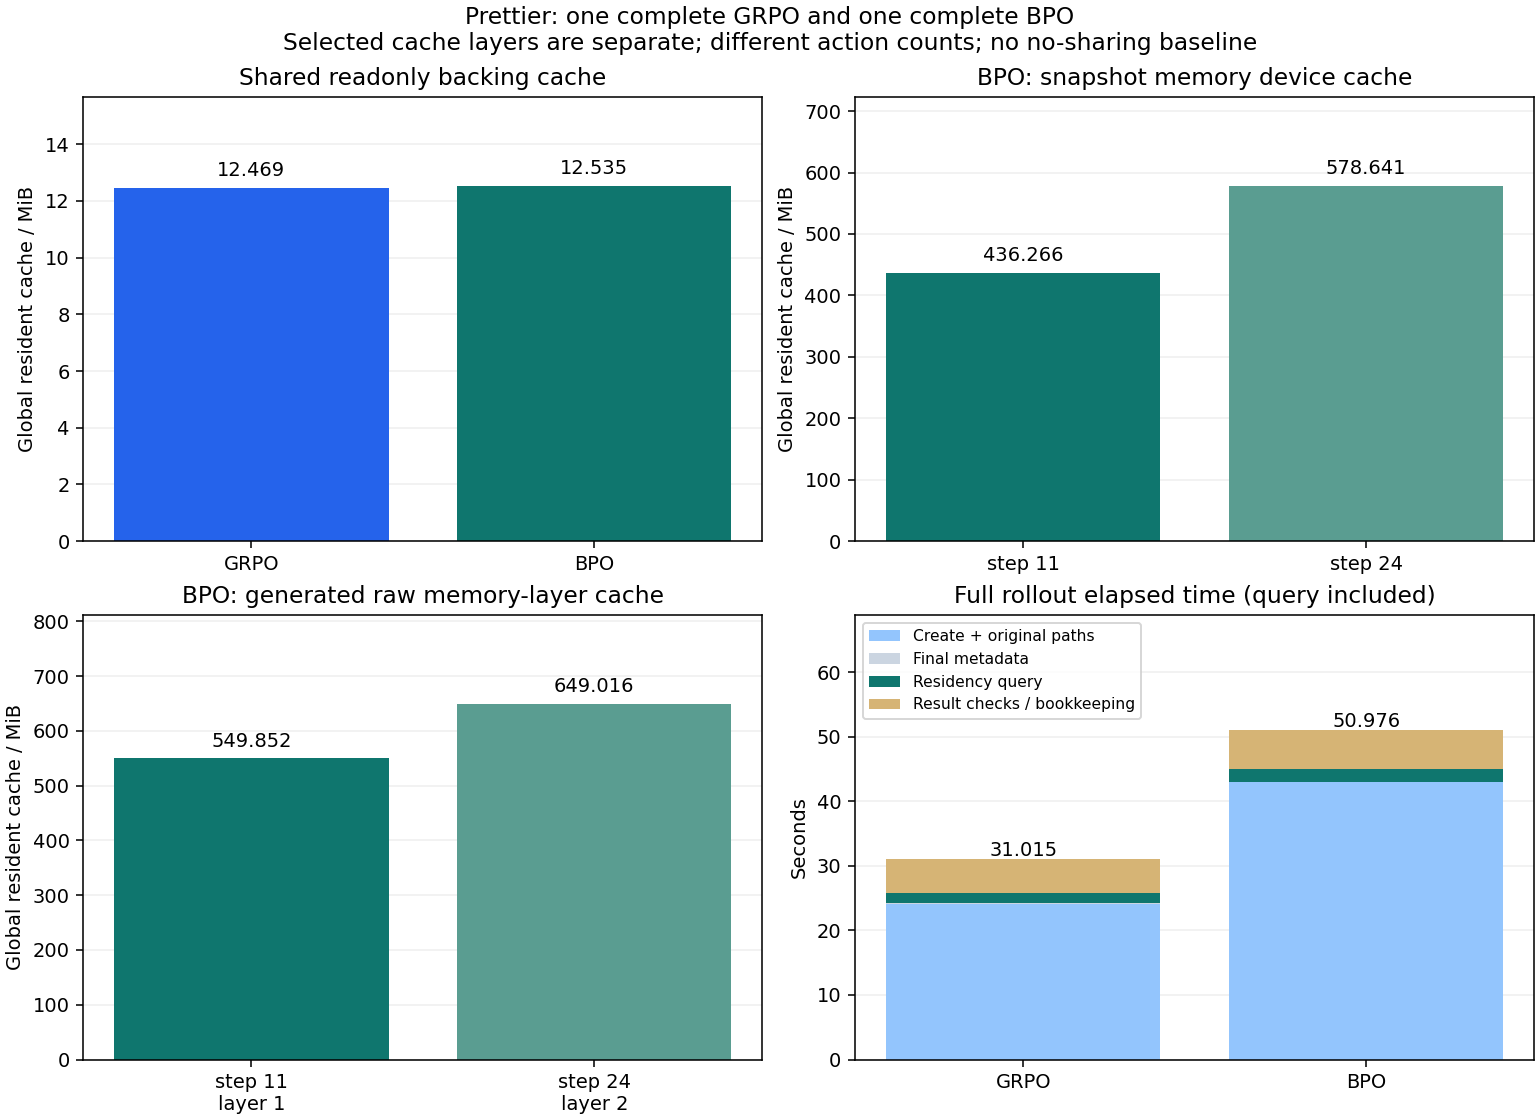 Prettier: one complete GRPO and one complete BPO
Selected cache layers are separate; different action counts; no no-sharing baseline
Shared readonly backing cache
Global resident cache / MiB
14
12
10
8
6
4
2
0
12.469
12.535
GRPO
BPO
BPO: snapshot memory device cache
Global resident cache / MiB
700
600
500
400
300
200
100
0
436.266
578.641
step 11
step 24
BPO: generated raw memory-layer cache
Global resident cache / MiB
800
700
600
500
400
300
200
100
0
549.852
649.016
step 11
layer 1
step 24
layer 2
Full rollout elapsed time (query included)
Seconds
60
50
40
30
20
10
0
Create + original paths
Final metadata
Residency query
Result checks / bookkeeping
31.015
50.976
GRPO
BPO